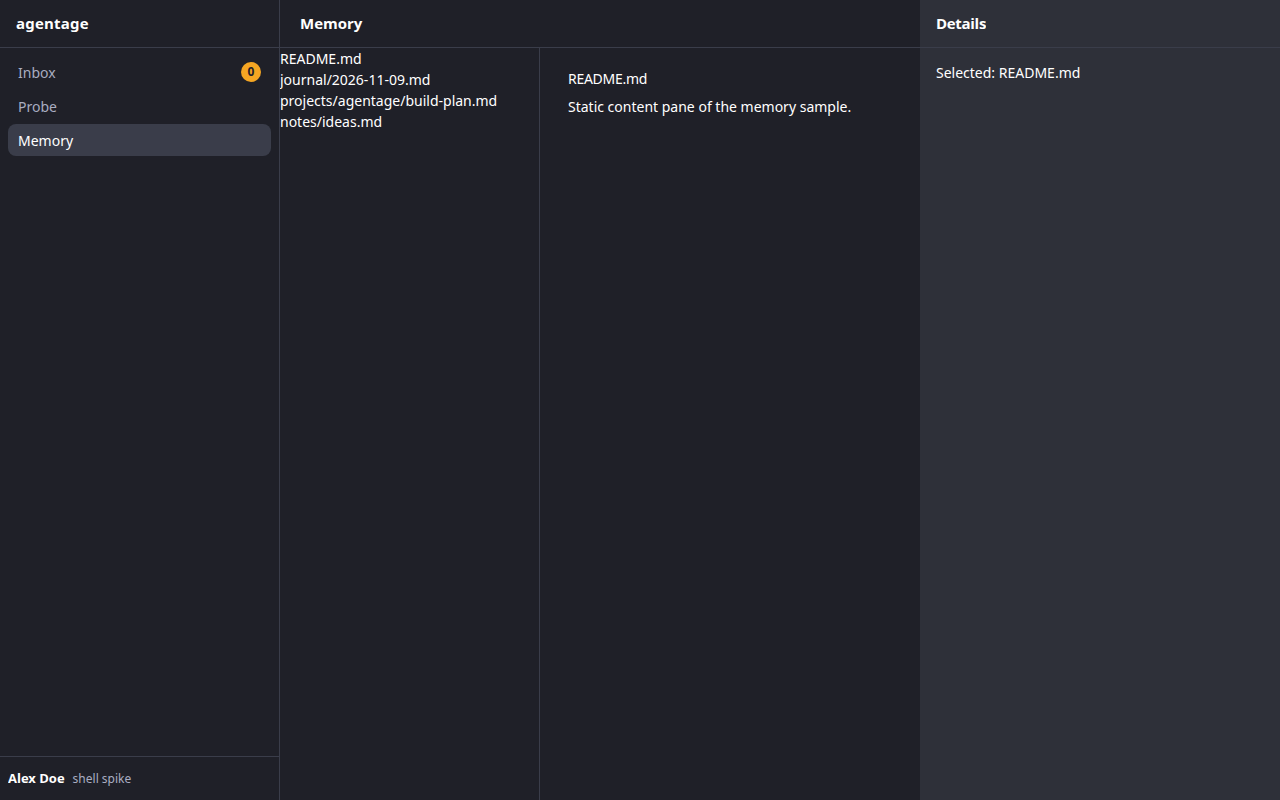 agentage
Memory
Details
Inbox 0
Probe
Memory
README.md
journal/2026-11-09.md
projects/agentage/build-plan.md
notes/ideas.md
README.md
Static content pane of the memory sample.
Selected: README.md
Alex Doe shell spike